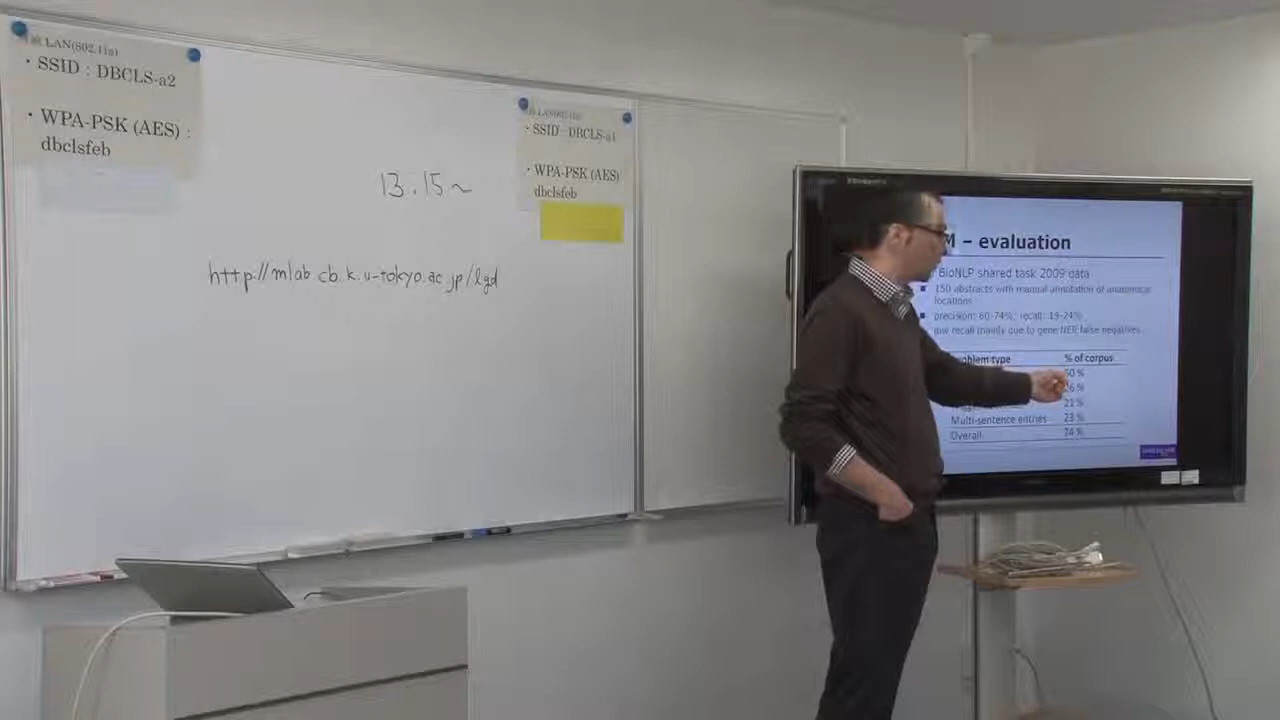 LAN(802.11a)
・SSID : DBCLS-a2
・WPA-PSK (AES) :
dbclsfeb
・SSID : DBCLS-a1
・WPA-PSK (AES)
dbclsfeb
13:15~
http://mlab.cb.k.u-tokyo.ac.jp/lgd
M – evaluation
BioNLP shared task 2009 data
150 abstracts with manual annotation of anatomical
locations
precision: 60-74%; recall: 19-24%
low recall mainly due to gene NER false negatives
problem type % of corpus
21 %
Multi-sentence entries 23 %
Overall 74 %